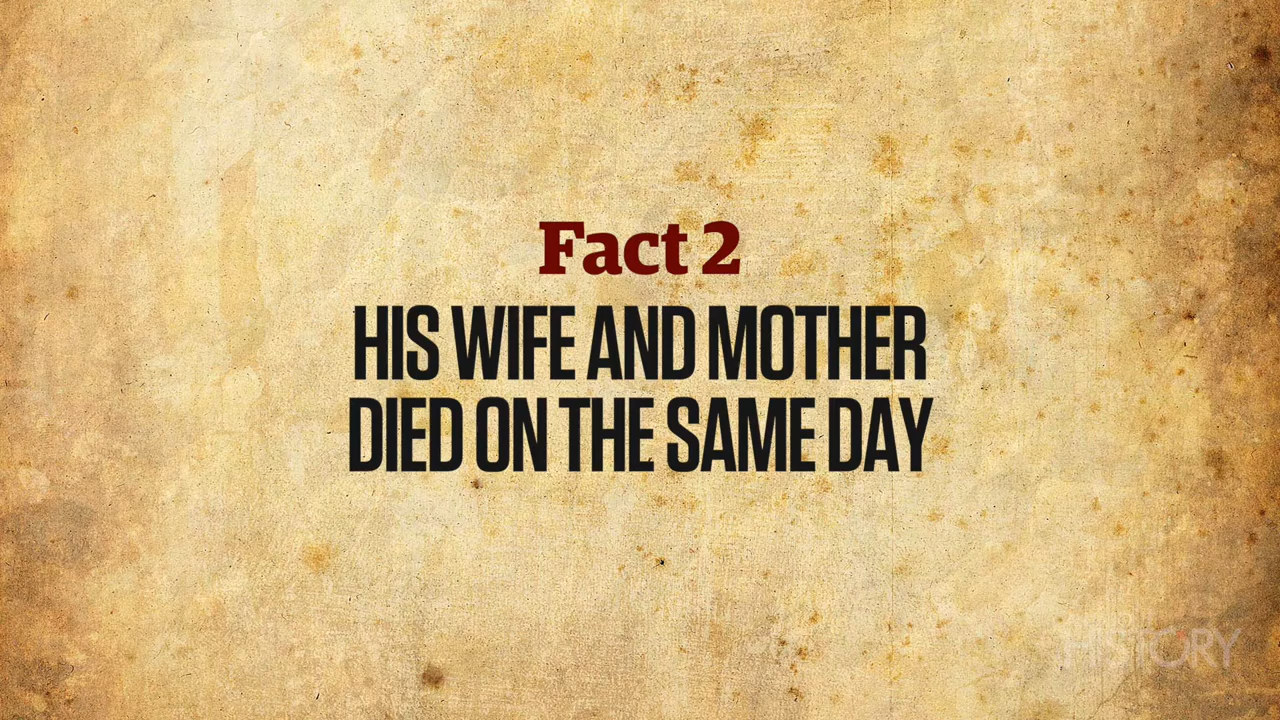 Fact 2
HIS WIFE AND MOTHER
DIED ON THE SAME DAY
HISTORY